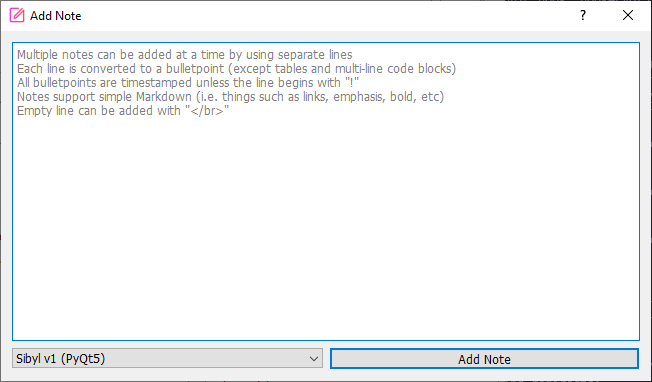 Add Note
?
Multiple notes can be added at a time by using separate lines
Each line is converted to a bulletpoint (except tables and multi-line code blocks)
All bulletpoints are timestamped unless the line begins with "!"
Notes support simple Markdown (i.e. things such as links, emphasis, bold, etc)
Empty line can be added with "</br>"
Sibyl v1 (PyQt5)
Add Note